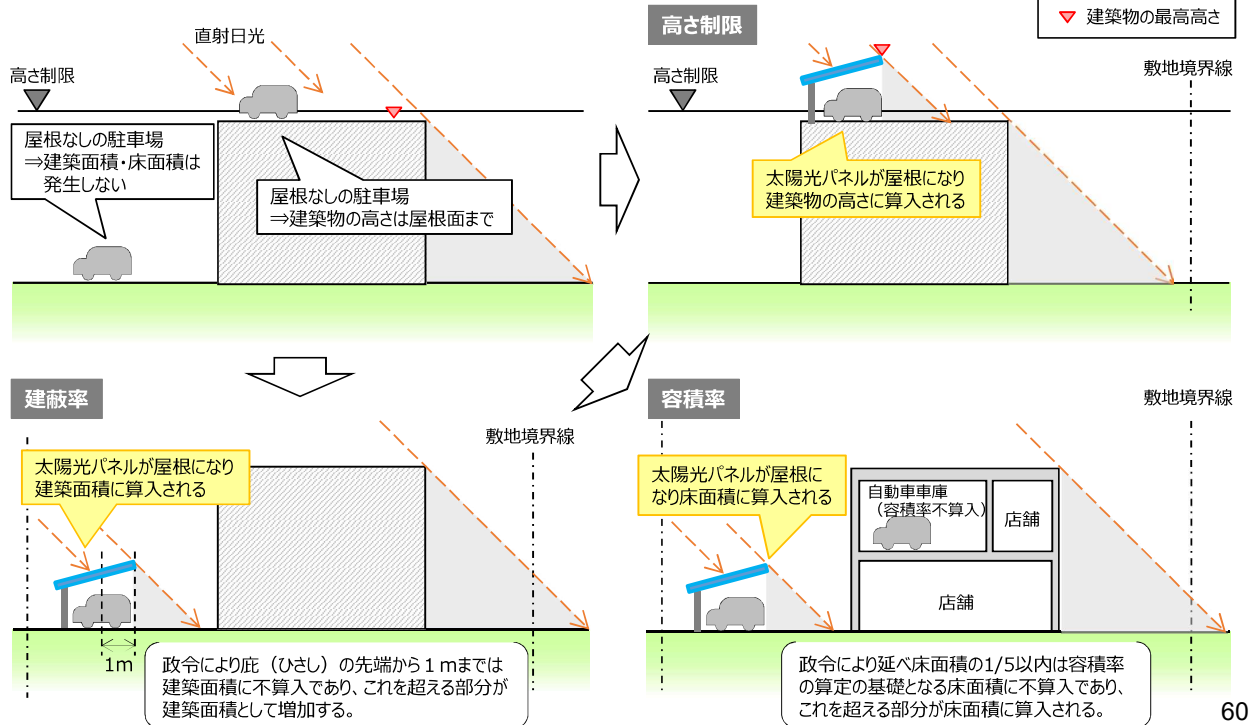 直射日光
高さ制限
屋根なしの駐車場
⇒建築面積・床面積は
発生しない
屋根なしの駐車場
⇒建築物の高さは屋根面まで
高さ制限
建築物の最高高さ
高さ制限
敷地境界線
太陽光パネルが屋根になり
建築物の高さに算入される
建蔽率
敷地境界線
太陽光パネルが屋根になり
建築面積に算入される
1m
政令により庇（ひさし）の先端から１ｍまでは
建築面積に不算入であり、これを超える部分が
建築面積として増加する。
容積率
敷地境界線
太陽光パネルが屋根に
なり床面積に算入される
自動車車庫
（容積率不算入）
店舗
店舗
政令により延べ床面積の1/5以内は容積率
の算定の基礎となる床面積に不算入であり、
これを超える部分が床面積に算入される。
60